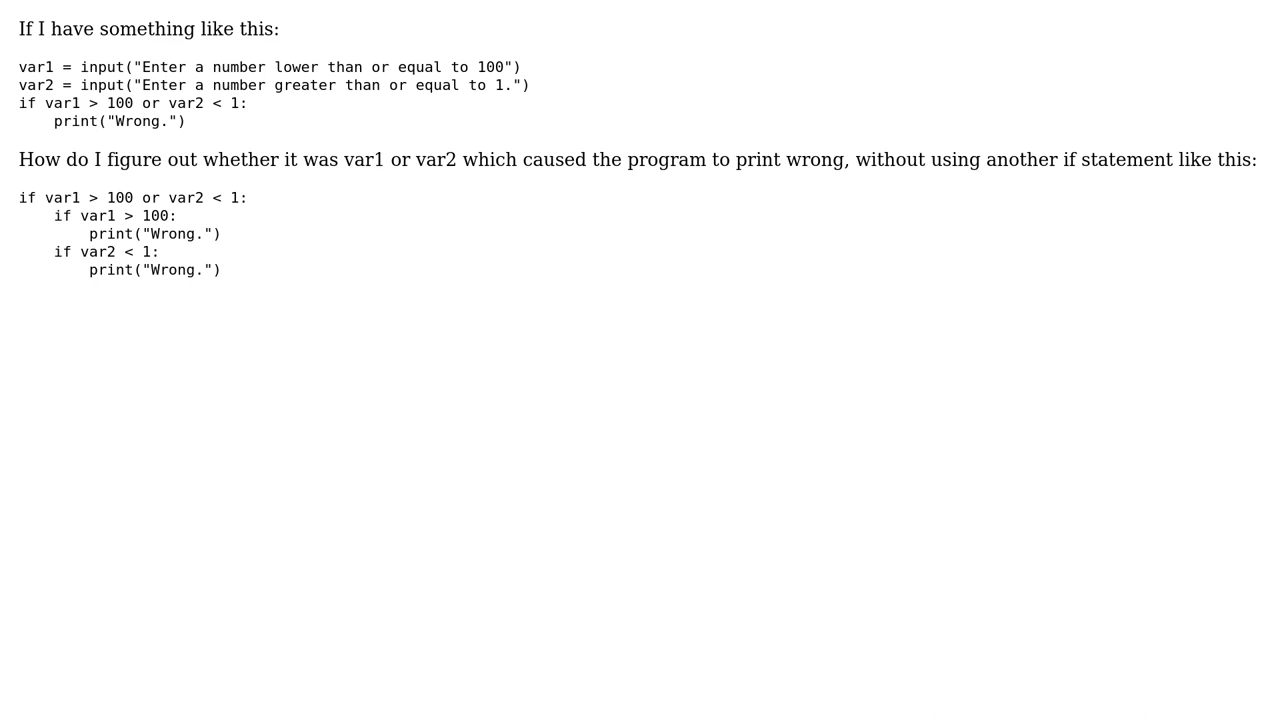 If I have something like this:
var1 = input("Enter a number lower than or equal to 100")
var2 = input("Enter a number greater than or equal to 1.")
if var1 > 100 or var2 < 1:
    print("Wrong.")
How do I figure out whether it was var1 or var2 which caused the program to print wrong, without using another if statement like this:
if var1 > 100 or var2 < 1:
    if var1 > 100:
        print("Wrong.")
    if var2 < 1:
        print("Wrong.")